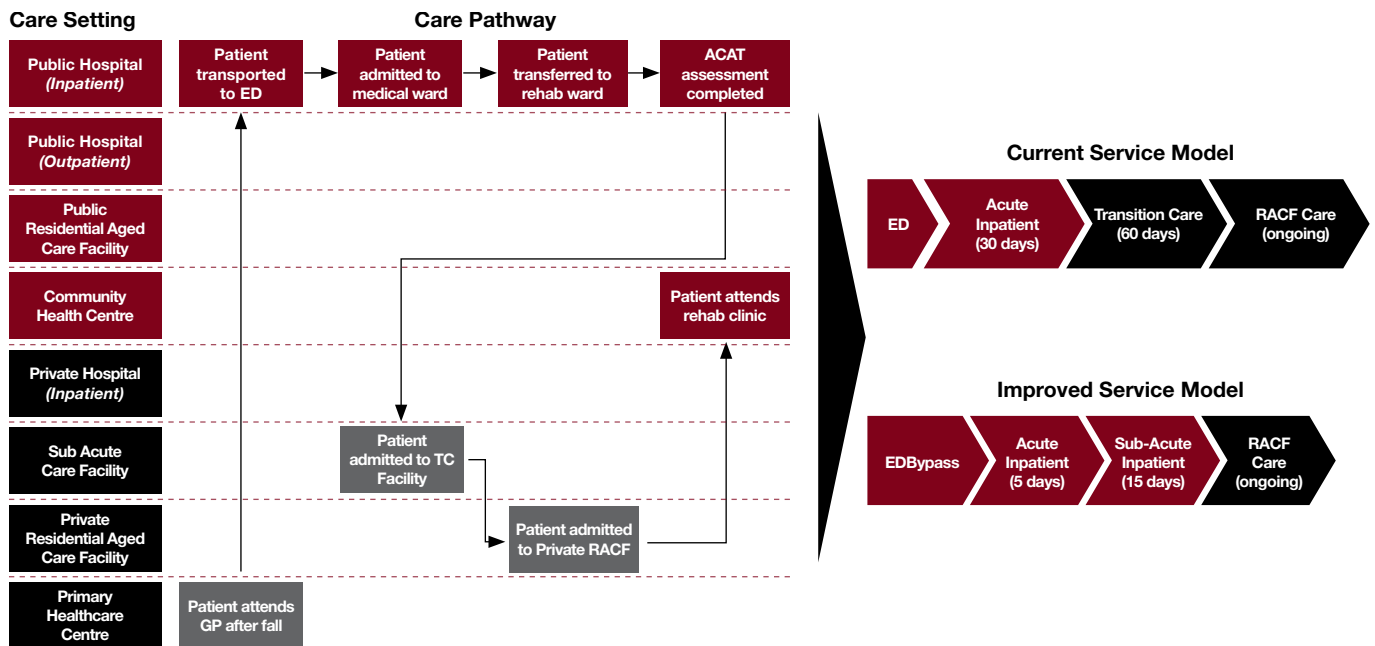 Care Setting
Care Pathway
Public Hospital
(Inpatient)
Patient
transported
to ED
Patient
admitted to
medical ward
Patient
transferred to
rehab ward
ACAT
assessment
completed
Public Hospital
(Outpatient)
Public
Residential Aged
Care Facility
Community
Health Centre
Patient attends
rehab clinic
Private Hospital
(Inpatient)
Sub Acute
Care Facility
Patient
admitted to TC
Facility
Private
Residential Aged
Care Facility
Patient admitted
to Private RACF
Primary
Healthcare
Centre
Patient attends
GP after fall
Current Service Model
ED
Acute
Inpatient
(30 days)
Transition Care
(60 days)
RACF Care
(ongoing)
Improved Service Model
EDBypass
Acute
Inpatient
(5 days)
Sub-Acute
Inpatient
(15 days)
RACF
Care
(ongoing)